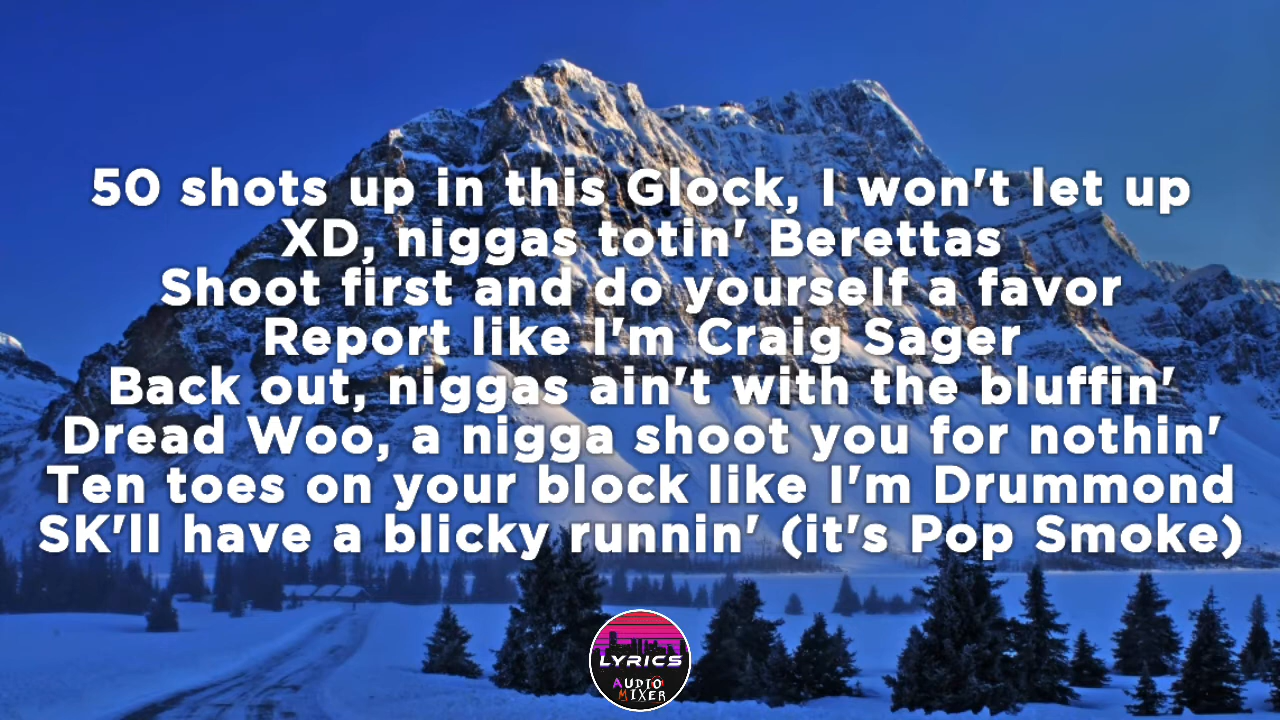 50 shots up in this Glock, I won't let up
XD, niggas totin' Berettas
Shoot first and do yourself a favor
Report like I'm Craig Sager
Back out, niggas ain't with the bluffin'
Dread Woo, a nigga shoot you for nothin'
Ten toes on your block like I'm Drummond
SK'll have a blicky runnin' (it's Pop Smoke)
LYRICS
AUDIO
MIXER